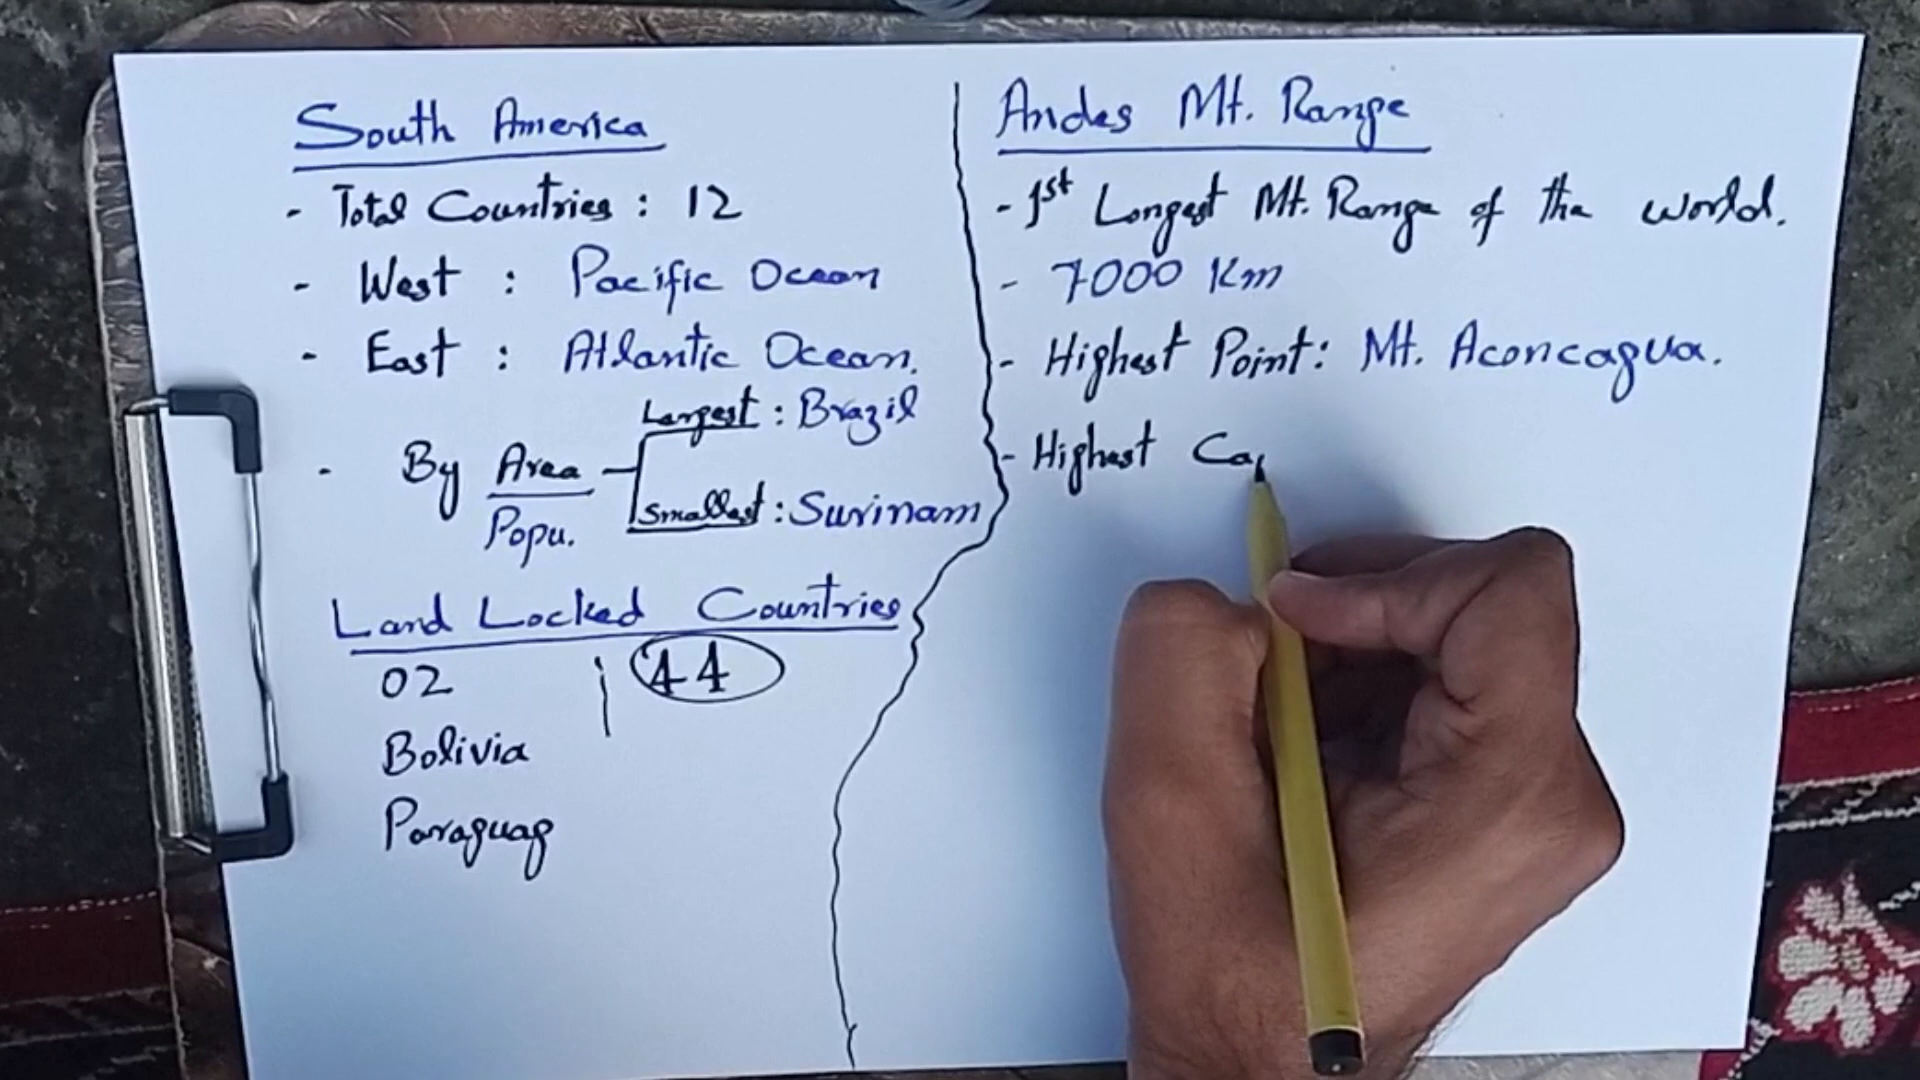 South America
- Total Countries : 12
- West : Pacific Ocean
- East : Atlantic Ocean.
Largest : Brazil
- By Area
Popu.
Smallest : Surinam
Land Locked Countries
02 | 44
Bolivia
Paraguay
Andes Mt. Range
- 1st Longest Mt. Range of the world.
- 7000 Km
- Highest Point : Mt. Aconcagua.
- Highest Ca